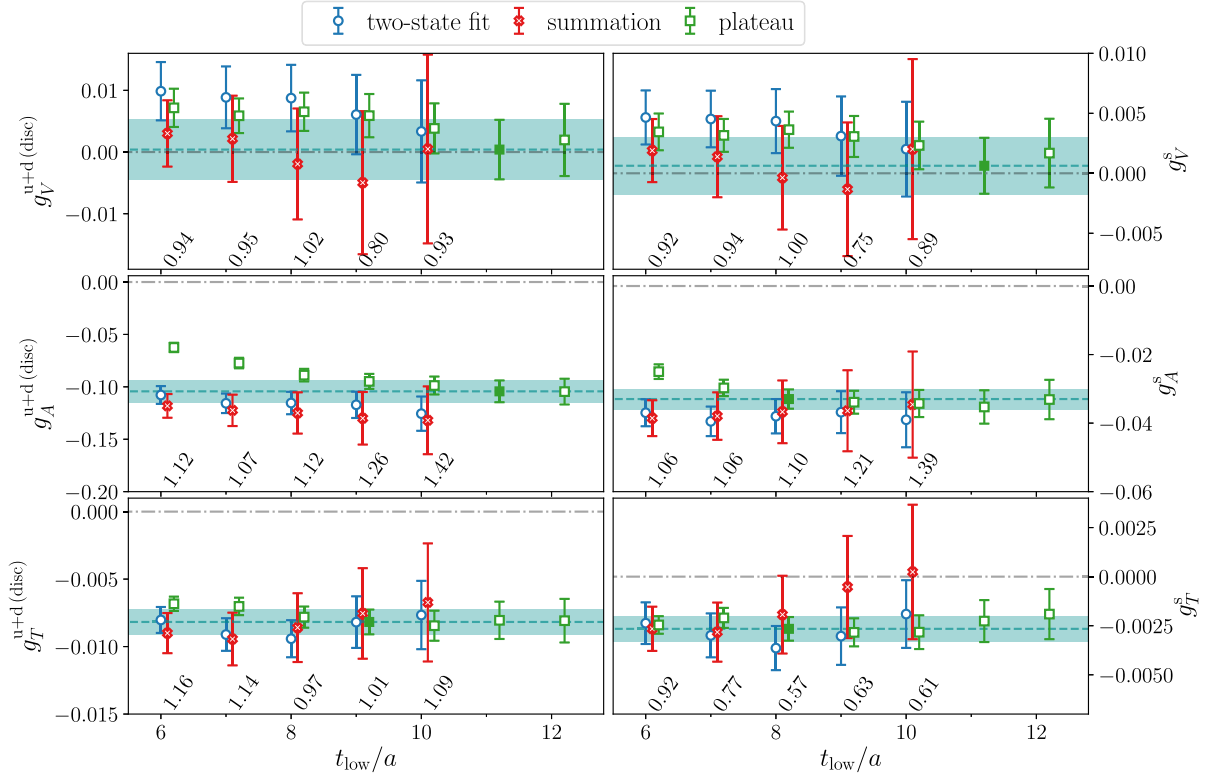 two-state fit summation plateau
g_V^{u+d (disc)}
0.01
0.00
−0.01
0.94 0.95 1.02 0.80 0.93
0.010
0.005
0.000
−0.005
g_V^s
0.92 0.94 1.00 0.75 0.89
g_A^{u+d (disc)}
0.00
−0.05
−0.10
−0.15
−0.20
1.12 1.07 1.12 1.26 1.42
0.00
−0.02
−0.04
−0.06
g_A^s
1.06 1.06 1.10 1.21 1.39
g_T^{u+d (disc)}
0.000
−0.005
−0.010
−0.015
1.16 1.14 0.97 1.01 1.09
6 8 10 12
t_low/a
0.0025
0.0000
−0.0025
−0.0050
g_T^s
0.92 0.77 0.57 0.63 0.61
6 8 10 12
t_low/a